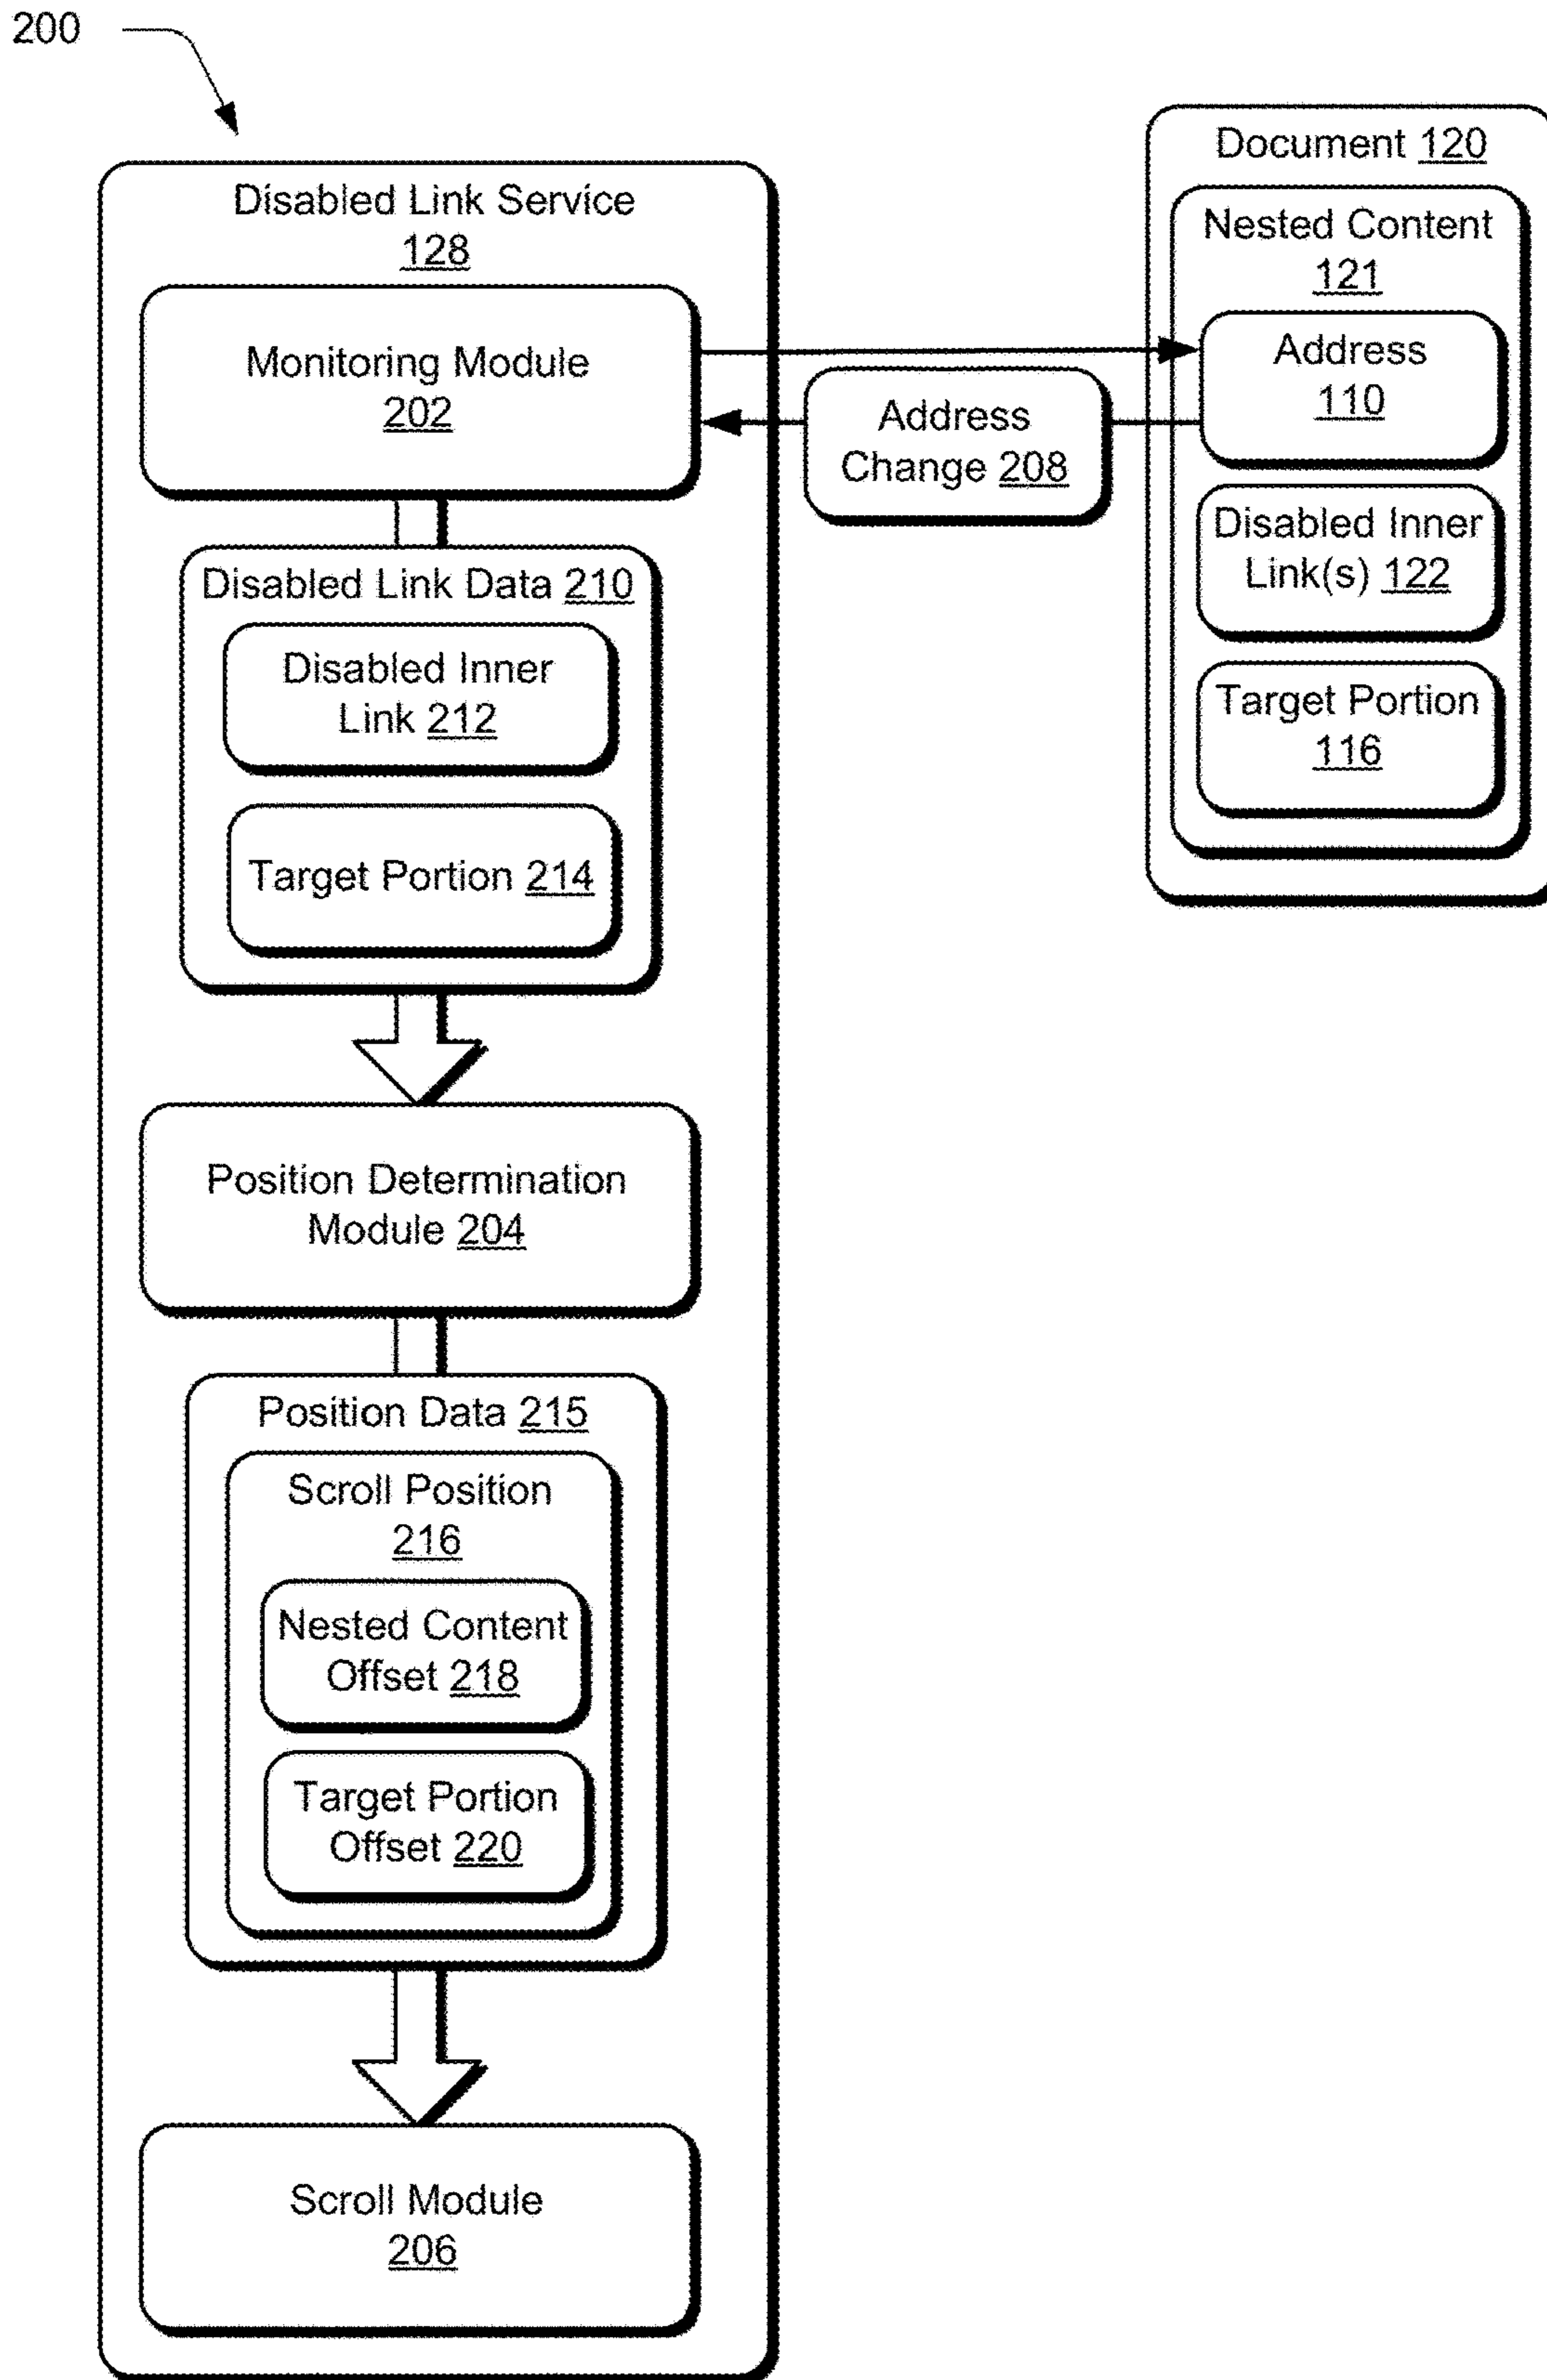 200
Disabled Link Service
128
Monitoring Module
202
Disabled Link Data 210
Disabled Inner
Link 212
Target Portion 214
Position Determination
Module 204
Position Data 215
Scroll Position
216
Nested Content
Offset 218
Target Portion
Offset 220
Scroll Module
206
Address
Change 208
Document 120
Nested Content
121
Address
110
Disabled Inner
Link(s) 122
Target Portion
116